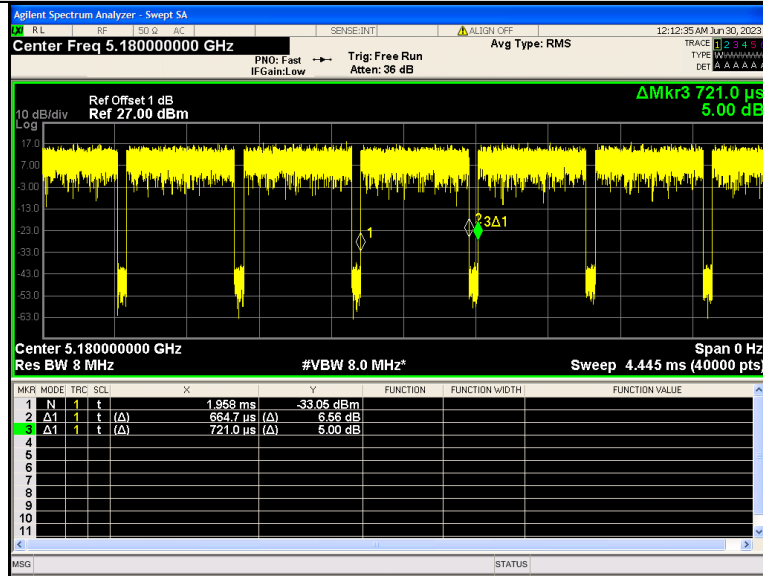 Agilent Spectrum Analyzer - Swept SA
RL RF 50 Ω AC SENSE:INT ALIGN OFF 12:12:35 AM Jun 30, 2023
Center Freq 5.180000000 GHz
PNO: Fast
IFGain:Low
Trig: Free Run
Atten: 36 dB
Avg Type: RMS
TRACE 1 2 3 4 5
TYPE W
DET A A A A A
ΔMkr3 721.0 µs
5.00 dB
Ref Offset 1 dB
10 dB/div Ref 27.00 dBm
Log
17.0
7.00
-3.00
-13.0
-23.0
-33.0
-43.0
-53.0
-63.0
1
2
3Δ1
Center 5.180000000 GHz Span 0 Hz
Res BW 8 MHz #VBW 8.0 MHz* Sweep 4.445 ms (40000 pts)
MKR MODE TRC SCL X Y FUNCTION FUNCTION WIDTH FUNCTION VALUE
1 N 1 t 1.958 ms -33.05 dBm
2 Δ1 1 t (Δ) 664.7 µs (Δ) 6.56 dB
3 Δ1 1 t (Δ) 721.0 µs (Δ) 5.00 dB
4
5
6
7
8
9
10
11
MSG STATUS